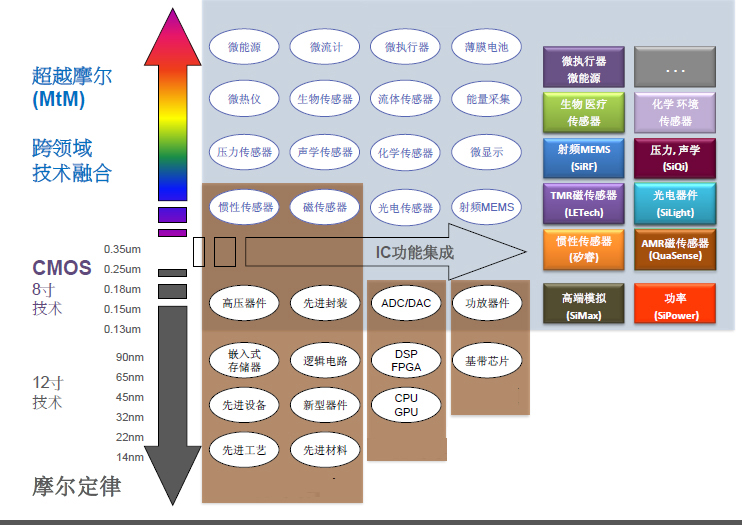 超越摩尔
(MtM)
跨领域
技术融合
0.35um
CMOS
0.25um
8寸
0.18um
技术
0.15um
0.13um
90nm
12寸
65nm
技术
45nm
32nm
22nm
14nm
摩尔定律
微能源
微流计
微执行器
薄膜电池
微热仪
生物传感器
流体传感器
能量采集
压力传感器
声学传感器
化学传感器
微显示
惯性传感器
磁传感器
光电传感器
射频MEMS
IC功能集成
高压器件
先进封装
ADC/DAC
功放器件
嵌入式
存储器
逻辑电路
DSP
FPGA
基带芯片
先进设备
新型器件
CPU
GPU
先进工艺
先进材料
微执行器
微能源
...
生物 医疗
传感器
化学 环境
传感器
射频MEMS
(SiRF)
压力, 声学
(SiQi)
TMR磁传感器
(LETech)
光电器件
(SiLight)
惯性传感器
(矽睿)
AMR磁传感器
(QuaSense)
高端模拟
(SiMax)
功率
(SiPower)